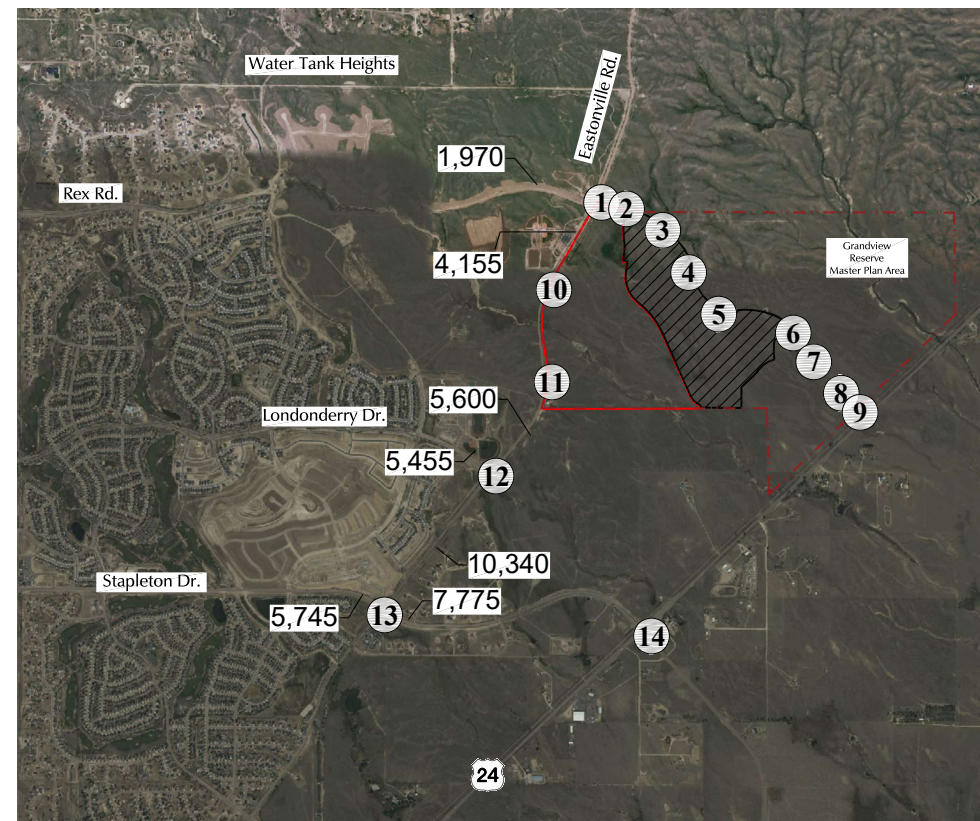 Water Tank Heights
Eastonville Rd.
1,970
Rex Rd.
1
2
3
4,155
Grandview
Reserve
Master Plan Area
4
10
5
6
7
11
8
9
5,600
Londonderry Dr.
5,455
12
10,340
Stapleton Dr.
7,775
5,745
13
14
24